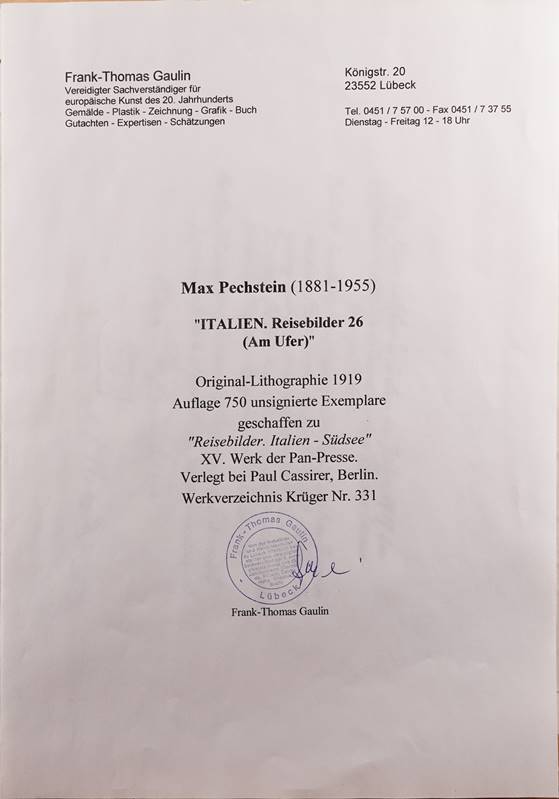 Frank-Thomas Gaulin
Vereidigter Sachverständiger für
europäische Kunst des 20. Jahrhunderts
Gemälde - Plastik - Zeichnung - Grafik - Buch
Gutachten - Expertisen - Schätzungen
Königstr. 20
23552 Lübeck
Tel. 0451 / 7 57 00 - Fax 0451 / 7 37 55
Dienstag - Freitag 12 - 18 Uhr
Max Pechstein (1881-1955)
"ITALIEN. Reisebilder 26
(Am Ufer)"
Original-Lithographie 1919
Auflage 750 unsignierte Exemplare
geschaffen zu
"Reisebilder. Italien - Südsee"
XV. Werk der Pan-Presse.
Verlegt bei Paul Cassirer, Berlin.
Werkverzeichnis Krüger Nr. 331
Frank-Thomas Gaulin
Lübeck
Frank-Thomas Gaulin